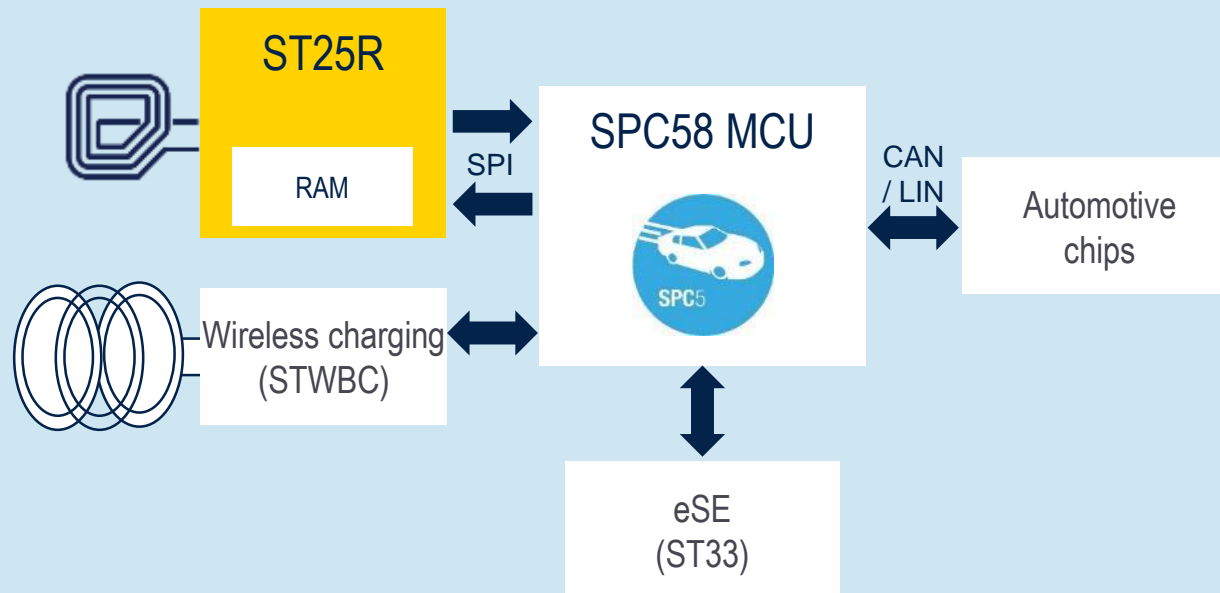 ST25R
RAM
SPI
SPC58 MCU
SPC5
CAN
/ LIN
Automotive
chips
Wireless charging
(STWBC)
eSE
(ST33)